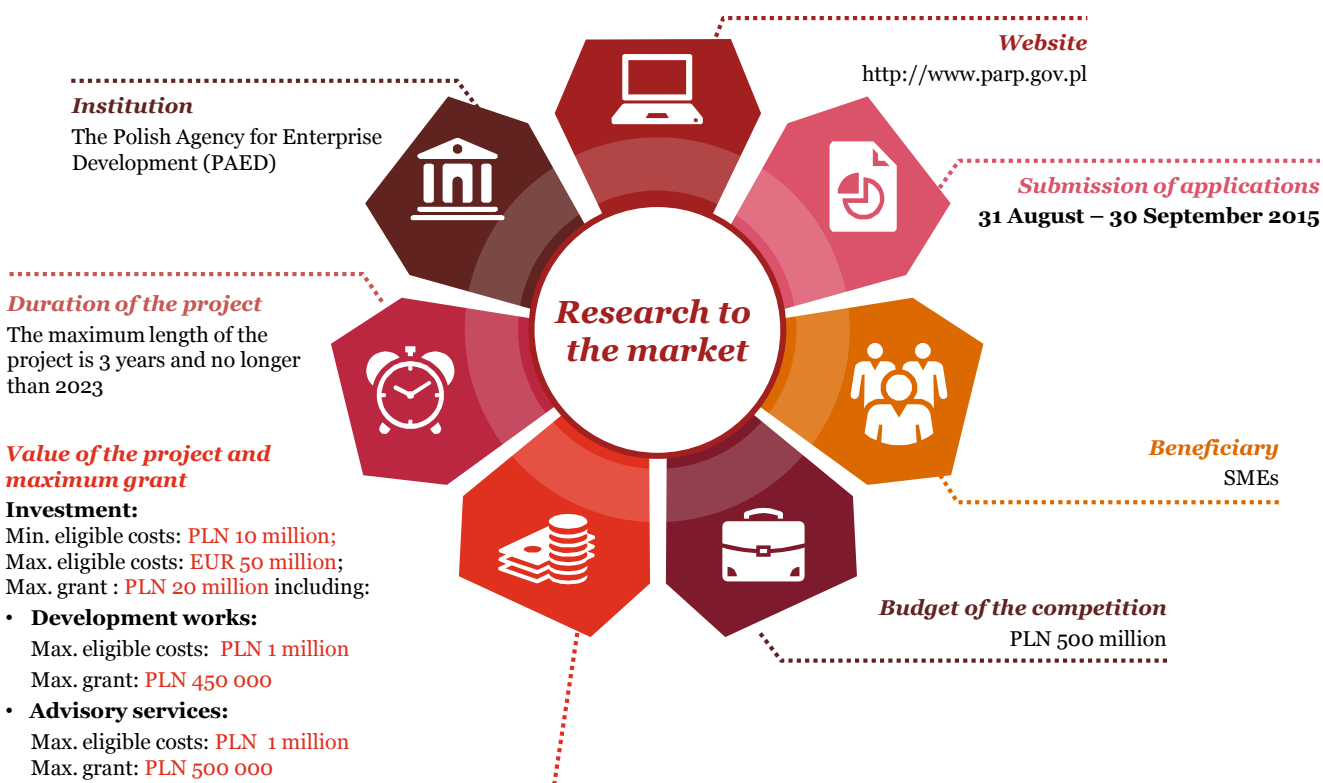 Website
http://www.parp.gov.pl
Institution
The Polish Agency for Enterprise
Development (PAED)
Submission of applications
31 August – 30 September 2015
Duration of the project
The maximum length of the
project is 3 years and no longer
than 2023
Research to
the market
Value of the project and
maximum grant
Investment:
Min. eligible costs: PLN 10 million;
Max. eligible costs: EUR 50 million;
Max. grant : PLN 20 million including:
• Development works:
Max. eligible costs: PLN 1 million
Max. grant: PLN 450 000
• Advisory services:
Max. eligible costs: PLN 1 million
Max. grant: PLN 500 000
Beneficiary
SMEs
Budget of the competition
PLN 500 million